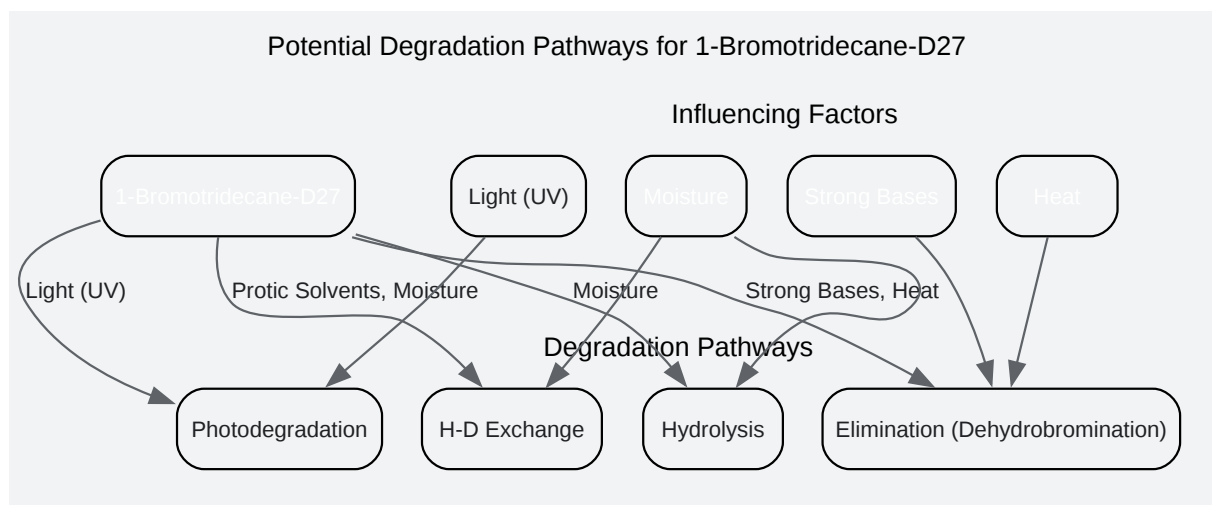 Potential Degradation Pathways for 1-Bromotridecane-D27
Influencing Factors
1-Bromotridecane-D27
Light (UV)
Moisture
Strong Bases
Heat
Light (UV)
Protic Solvents, Moisture
Moisture
Strong Bases, Heat
Degradation Pathways
Photodegradation
H-D Exchange
Hydrolysis
Elimination (Dehydrobromination)